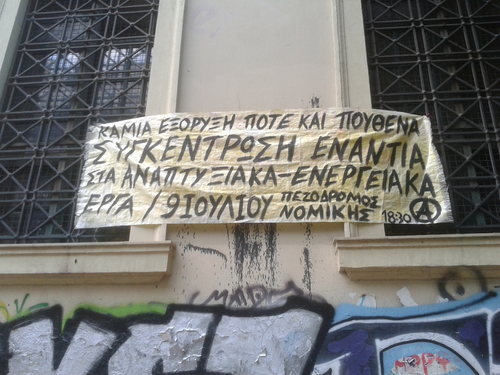 ΚΑΜΙΑ ΕΞΟΡΥΞΗ ΠΟΤΕ ΚΑΙ ΠΟΥΘΕΝΑ
ΣΥΓΚΕΝΤΡΩΣΗ ΕΝΑΝΤΙΑ
ΣΤΑ ΑΝΑΠΤΥΞΙΑΚΑ-ΕΝΕΡΓΕΙΑΚΑ
ΕΡΓΑ / 9 ΙΟΥΛΙΟΥ ΠΕΖΟΔΡΟΜΟΣ
ΝΟΜΙΚΗΣ 18:30 Α